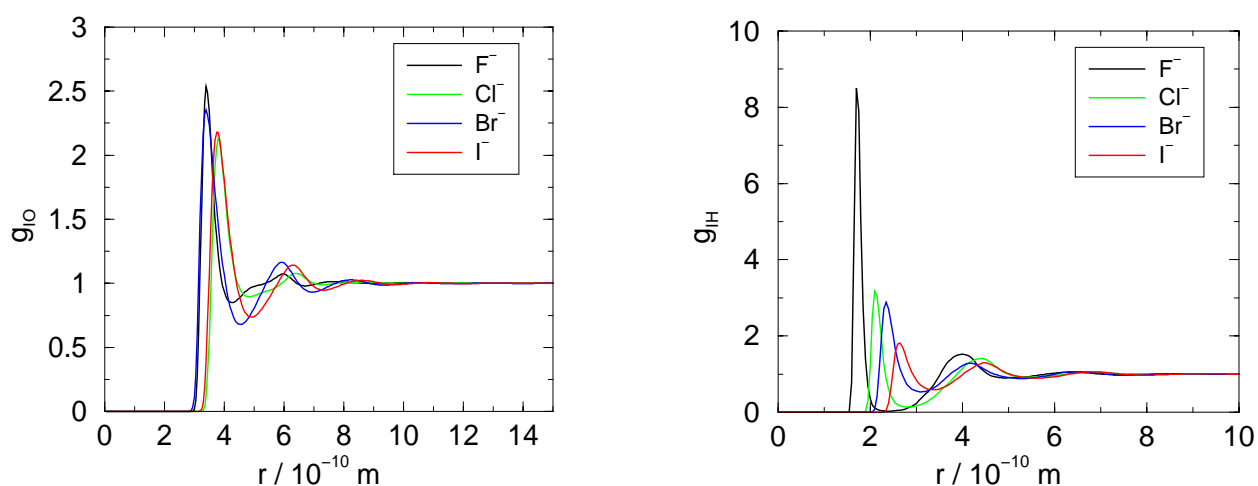 3
2.5
2
1.5
1
0.5
0
g_IO
0 2 4 6 8 10 12 14
r / 10⁻¹⁰ m
F⁻
Cl⁻
Br⁻
I⁻
10
8
6
4
2
0
g_IH
0 2 4 6 8 10
r / 10⁻¹⁰ m
F⁻
Cl⁻
Br⁻
I⁻